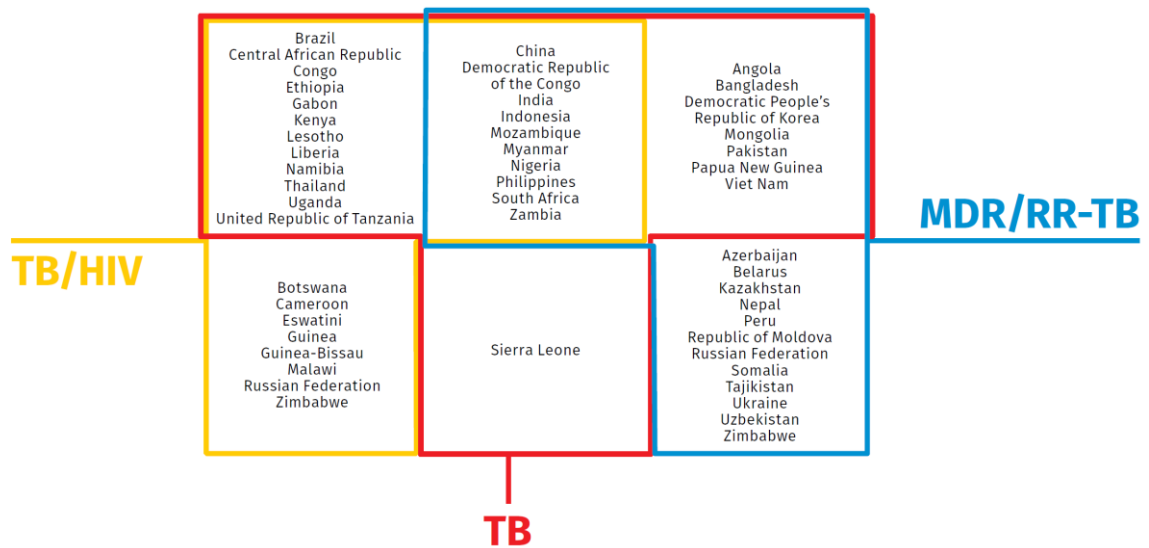 Brazil
Central African Republic
Congo
Ethiopia
Gabon
Kenya
Lesotho
Liberia
Namibia
Thailand
Uganda
United Republic of Tanzania
China
Democratic Republic
of the Congo
India
Indonesia
Mozambique
Myanmar
Nigeria
Philippines
South Africa
Zambia
Angola
Bangladesh
Democratic People's
Republic of Korea
Mongolia
Pakistan
Papua New Guinea
Viet Nam
MDR/RR-TB
TB/HIV
Botswana
Cameroon
Eswatini
Guinea
Guinea-Bissau
Malawi
Russian Federation
Zimbabwe
Sierra Leone
Azerbaijan
Belarus
Kazakhstan
Nepal
Peru
Republic of Moldova
Russian Federation
Somalia
Tajikistan
Ukraine
Uzbekistan
Zimbabwe
TB